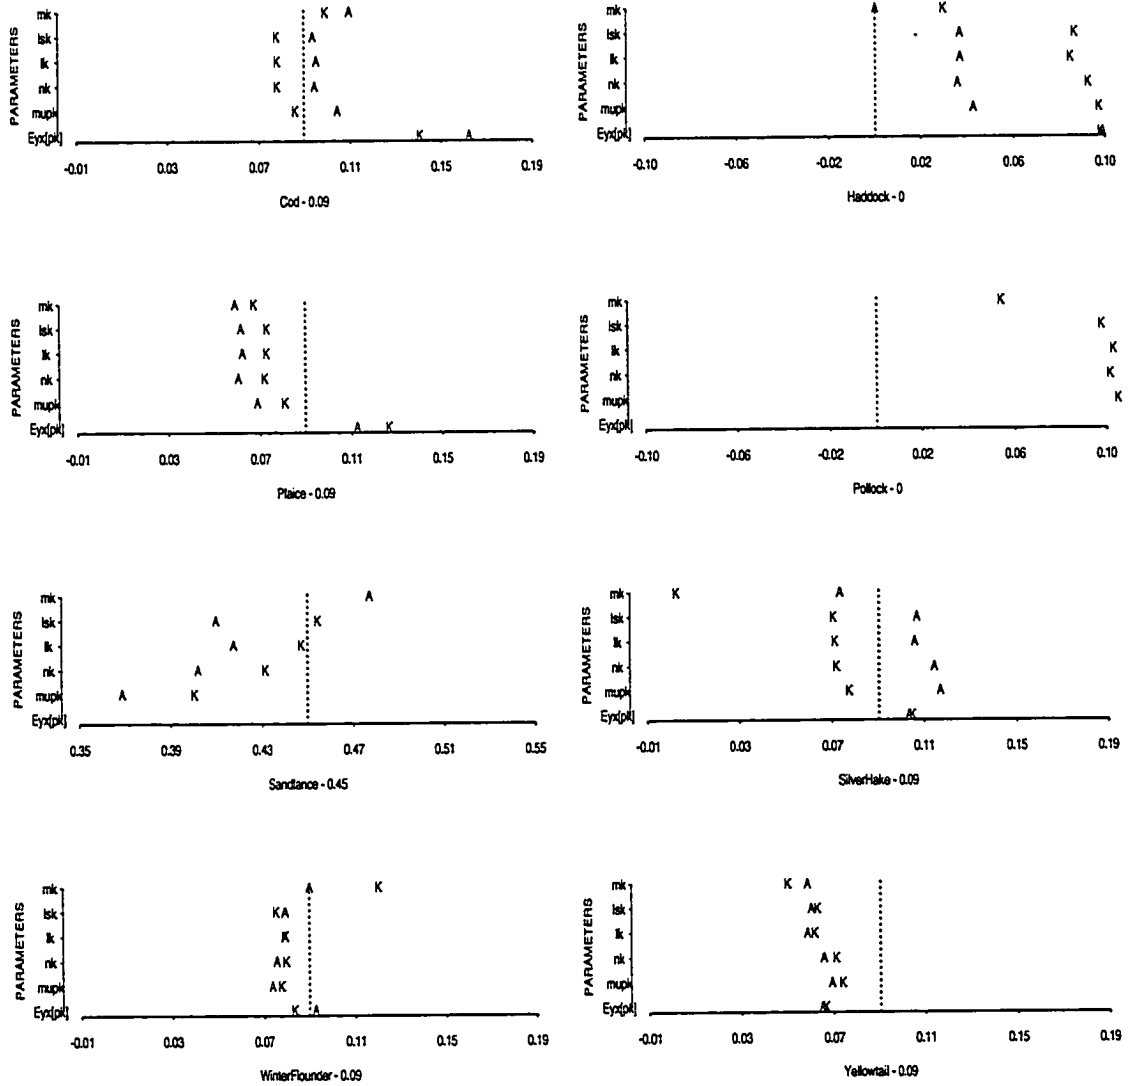 PARAMETERS
mk K A
lsk K A
lk K A
nk K A
mupk K A
Eyx[pk] K A
-0.01 0.03 0.07 0.11 0.15 0.19
Cod - 0.09
PARAMETERS
mk K
lsk A K
lk A K
nk A K
mupk A K
Eyx[pk]
-0.10 -0.06 -0.02 0.02 0.06 0.10
Haddock - 0
PARAMETERS
mk A K
lsk A K
lk A K
nk A K
mupk A K
Eyx[pk] A K
-0.01 0.03 0.07 0.11 0.15 0.19
Plaice - 0.09
PARAMETERS
mk K
lsk K
lk K
nk K
mupk K
Eyx[pk]
-0.10 -0.06 -0.02 0.02 0.06 0.10
Pollock - 0
PARAMETERS
mk A
lsk A K
lk A K
nk A K
mupk A K
Eyx[pk]
0.35 0.39 0.43 0.47 0.51 0.55
Sandlance - 0.45
PARAMETERS
mk K A
lsk K A
lk K A
nk K A
mupk K A
Eyx[pk] AK
-0.01 0.03 0.07 0.11 0.15 0.19
SilverHake - 0.09
PARAMETERS
mk A K
lsk K A
lk K
nk A K
mupk A K
Eyx[pk] K A
-0.01 0.03 0.07 0.11 0.15 0.19
WinterFlounder - 0.09
PARAMETERS
mk K A
lsk AK
lk AK
nk A K
mupk A K
Eyx[pk] AK
-0.01 0.03 0.07 0.11 0.15 0.19
Yellowtail - 0.09